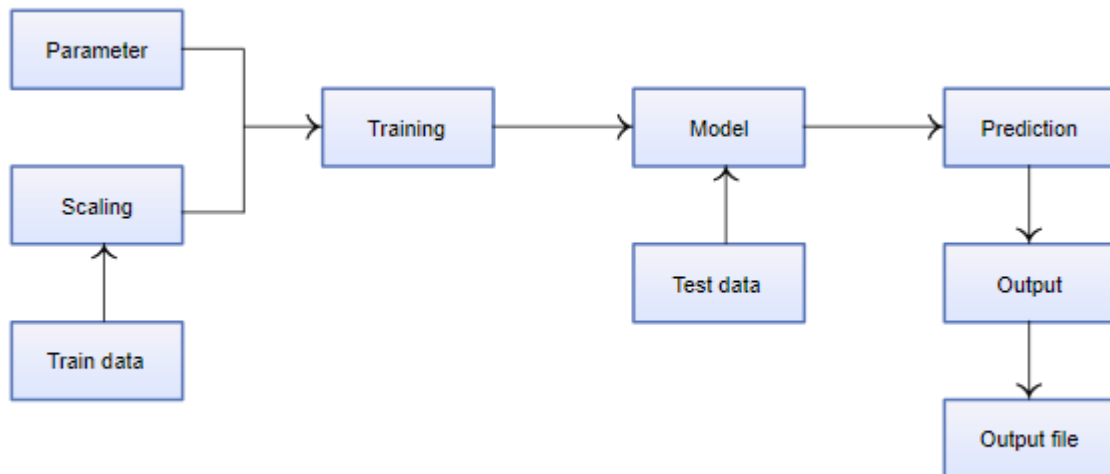 Parameter
Training
Model
Prediction
Scaling
Test data
Output
Train data
Output file